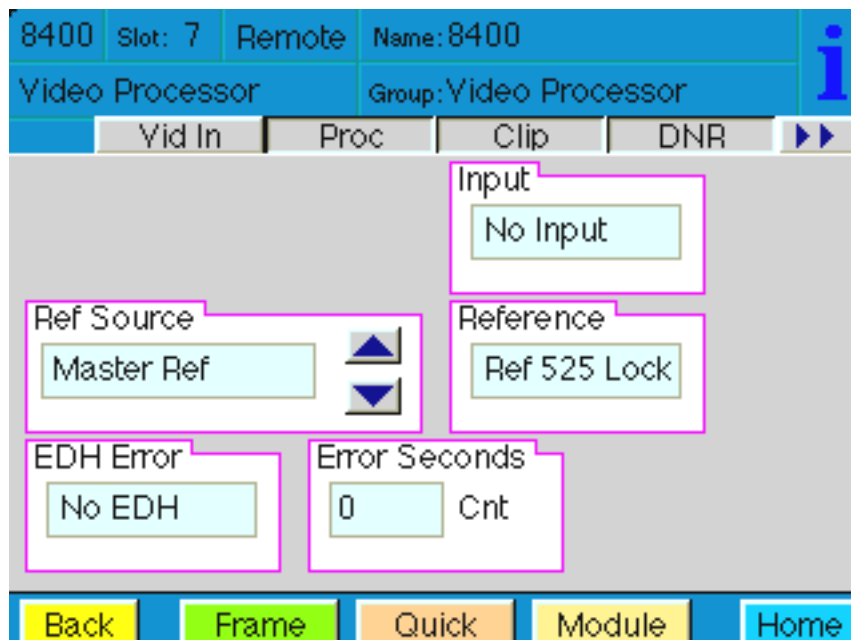 8400 Slot: 7 Remote Name: 8400
Video Processor Group: Video Processor
i
Vid In Proc Clip DNR
Input
No Input
Ref Source Reference
Master Ref Ref 525 Lock
EDH Error Error Seconds
No EDH 0 Cnt
Back Frame Quick Module Home